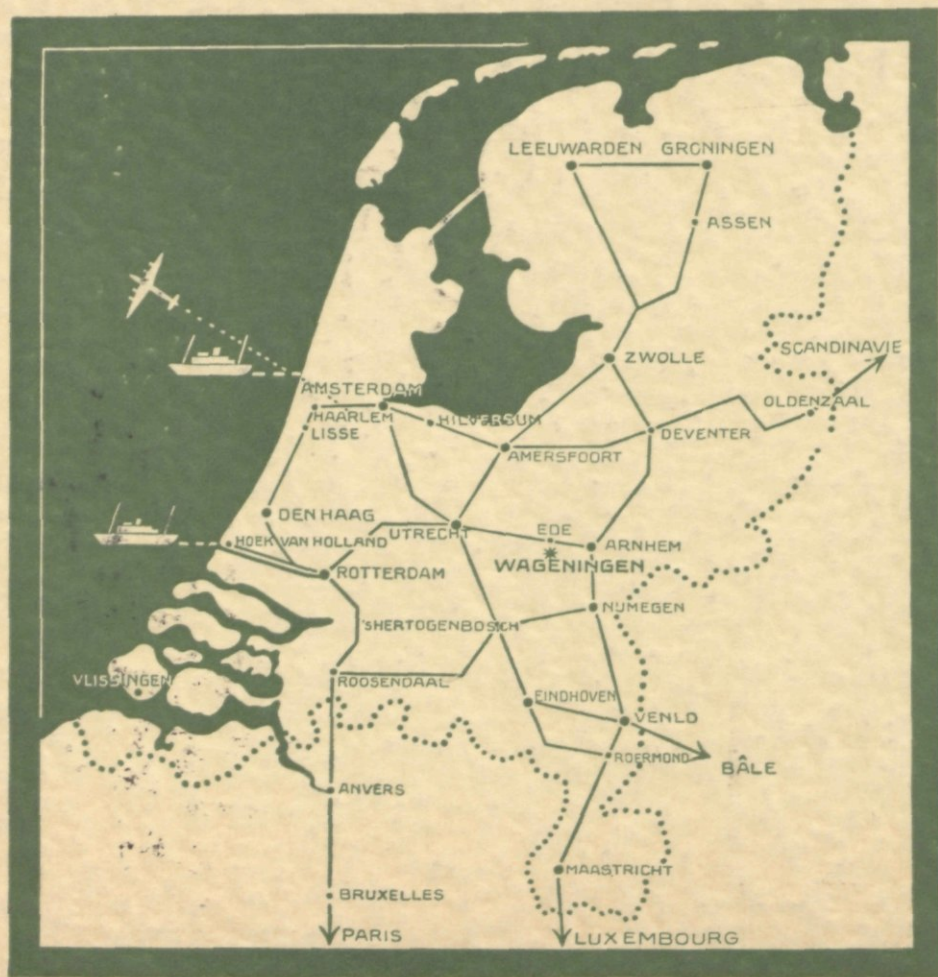 LEEUWARDEN GRONINGEN
ASSEN
ZWOLLE
SCANDINAVIE
AMSTERDAM
OLDENZAAL
HAARLEM
HILVERSUM
LISSE
DEVENTER
AMERSFOORT
DEN HAAG
UTRECHT
EDE
HOEK VAN HOLLAND
ARNHEM
WAGENINGEN
ROTTERDAM
NIJMEGEN
'SHERTOGENBOSCH
VLISSINGEN
ROOSENDAAL
EINDHOVEN
VENLO
ROERMOND
BÂLE
ANVERS
MAASTRICHT
BRUXELLES
PARIS
LUXEMBOURG